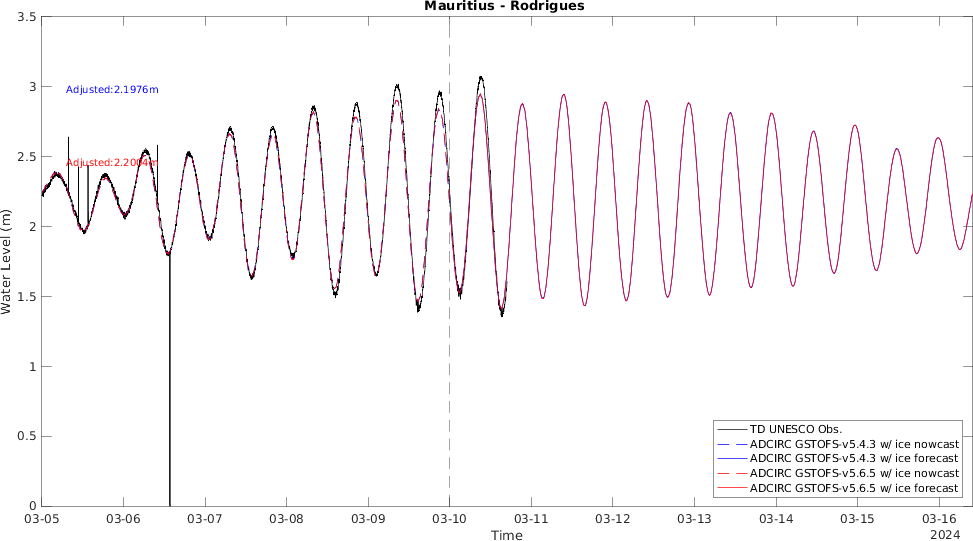 Mauritius - Rodrigues
3.5
3
2.5
2
1.5
1
0.5
0
Water Level (m)
Adjusted:2.1976m
Adjusted:2.2004m
TD UNESCO Obs.
ADCIRC GSTOFS-v5.4.3 w/ ice nowcast
ADCIRC GSTOFS-v5.4.3 w/ ice forecast
ADCIRC GSTOFS-v5.6.5 w/ ice nowcast
ADCIRC GSTOFS-v5.6.5 w/ ice forecast
03-05 03-06 03-07 03-08 03-09 03-10 03-11 03-12 03-13 03-14 03-15 03-16
Time
2024